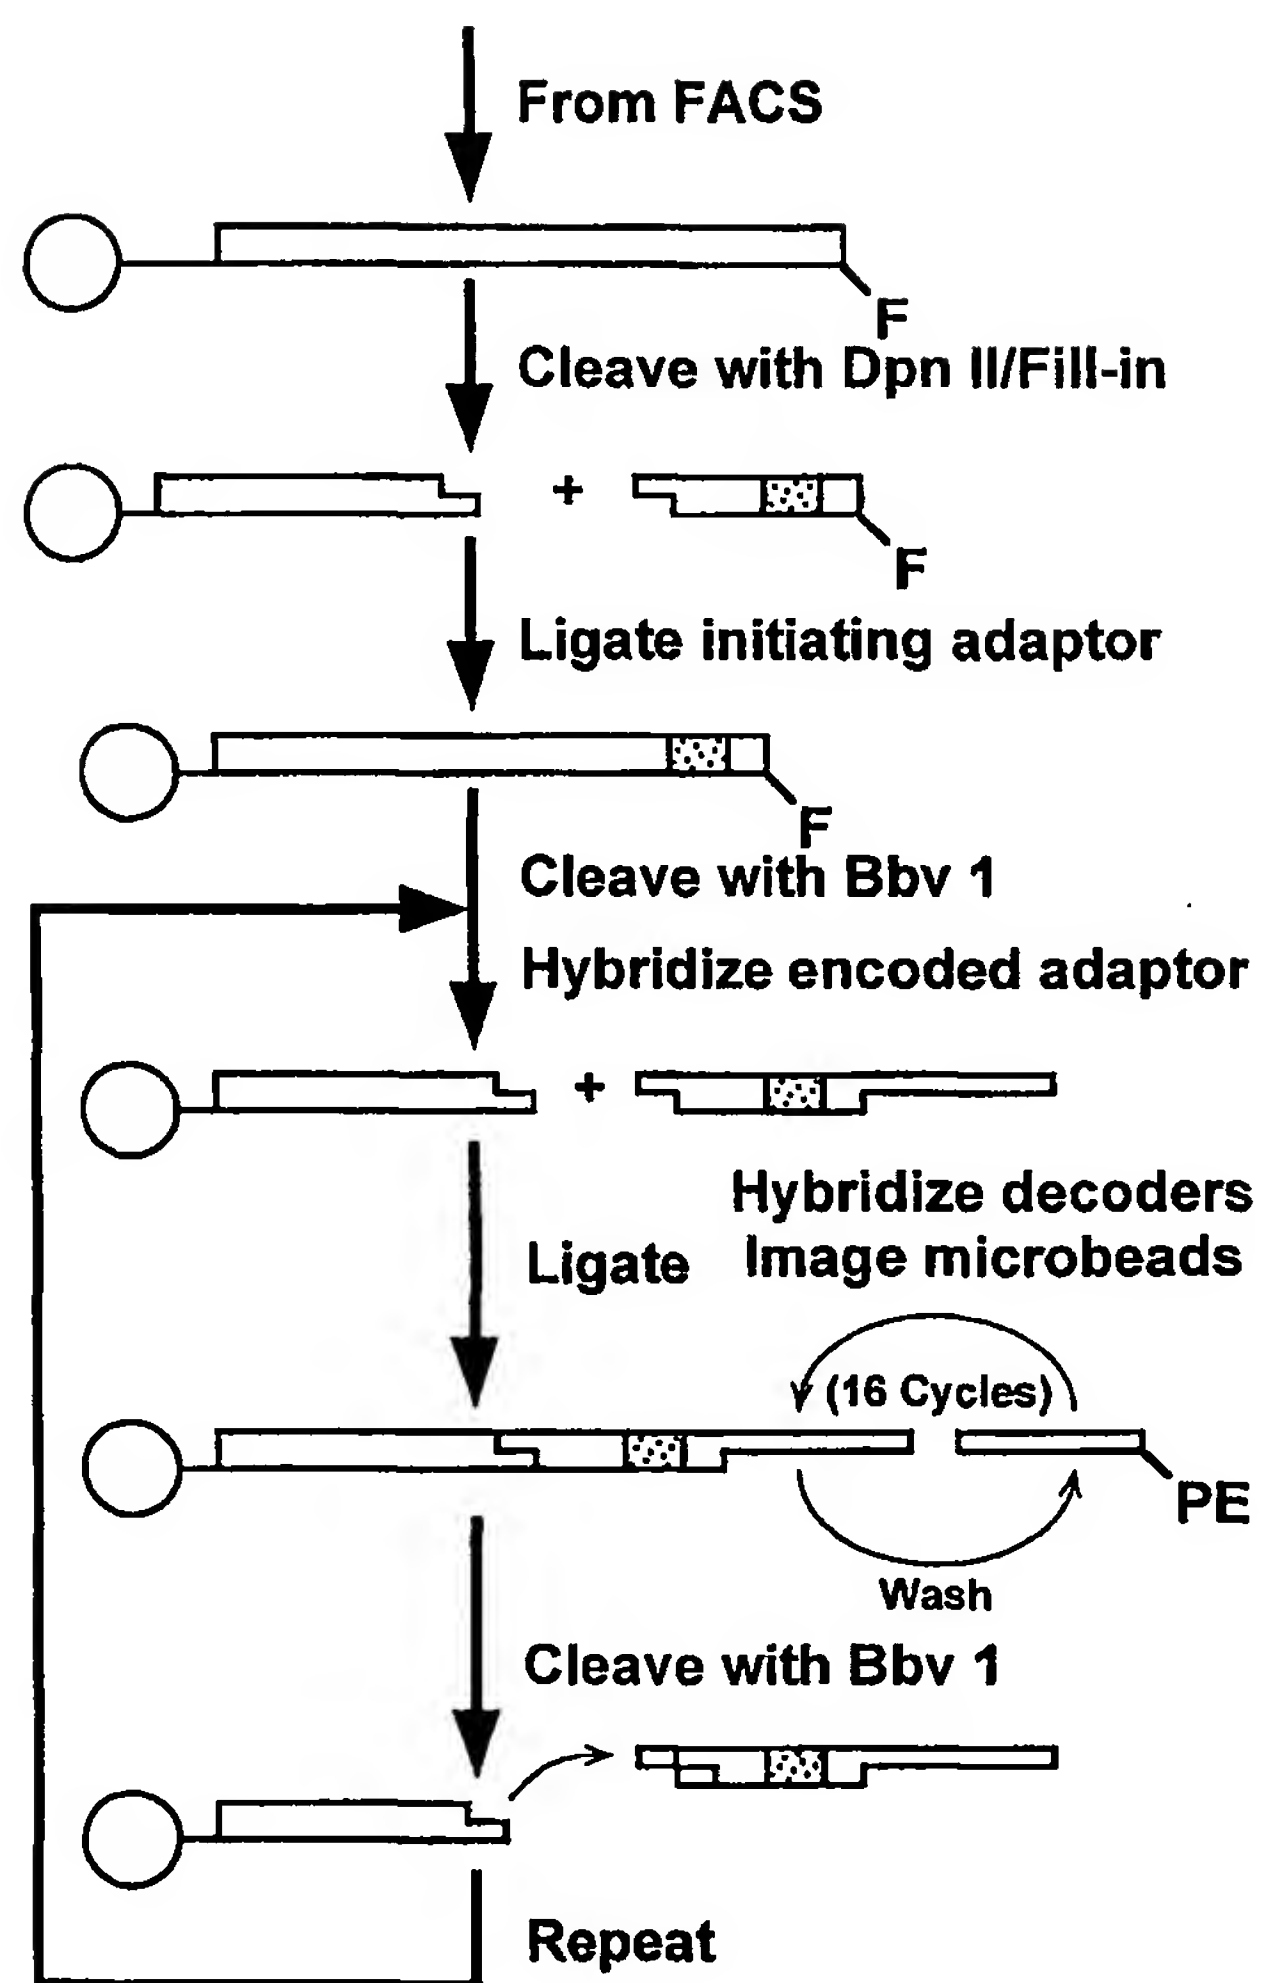 From FACS
F
Cleave with Dpn II/Fill-in
+
F
Ligate initiating adaptor
F
Cleave with Bbv 1
Hybridize encoded adaptor
+
Hybridize decoders
Image microbeads
Ligate
(16 Cycles)
PE
Wash
Cleave with Bbv 1
Repeat